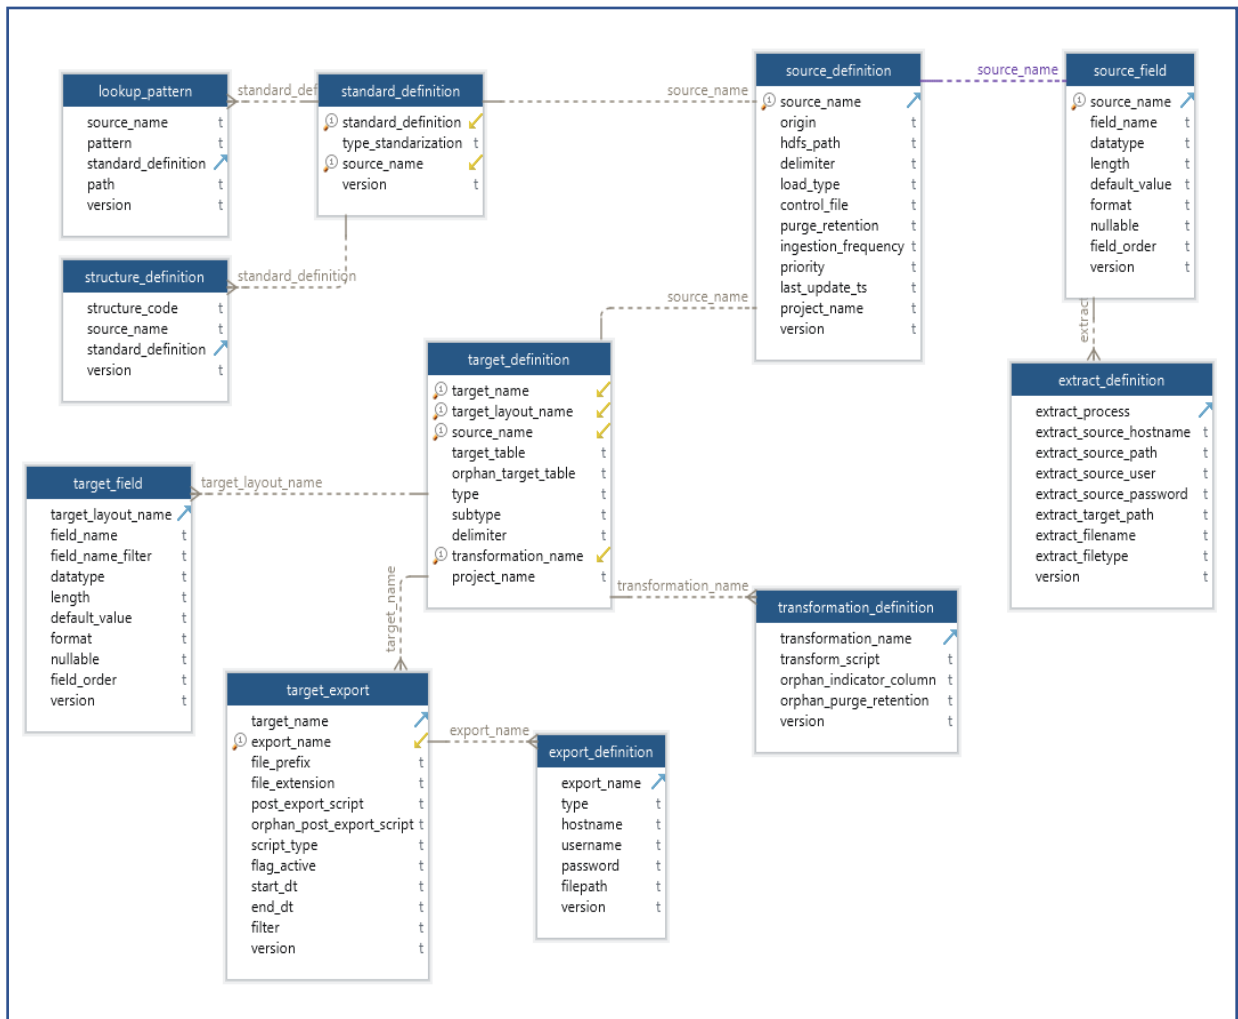 lookup_pattern
source_name t
pattern t
standard_definition
path t
version t
standard_def
standard_definition
standard_definition
type_standarization t
source_name
version t
source_name
source_definition
source_name
origin t
hdfs_path t
delimiter t
load_type t
control_file t
purge_retention t
ingestion_frequency t
priority t
last_update_ts t
project_name t
version t
source_name
source_field
source_name
field_name t
datatype t
length t
default_value t
format t
nullable t
field_order t
version t
structure_definition
structure_code t
source_name t
standard_definition
version t
standard_definition
source_name
extract
target_definition
target_name
target_layout_name
source_name
target_table t
orphan_target_table t
type t
subtype t
delimiter t
transformation_name
project_name t
extract_definition
extract_process
extract_source_hostname t
extract_source_path t
extract_source_user t
extract_source_password t
extract_target_path t
extract_filename t
extract_filetype t
version t
target_field
target_layout_name
field_name t
field_name_filter t
datatype t
length t
default_value t
format t
nullable t
field_order t
version t
target_layout_name
target_name
transformation_name
transformation_definition
transformation_name
transform_script t
orphan_indicator_column t
orphan_purge_retention t
version t
target_export
target_name
export_name
file_prefix t
file_extension t
post_export_script t
orphan_post_export_script t
script_type t
flag_active t
start_dt t
end_dt t
filter t
version t
export_name
export_definition
export_name
type t
hostname t
username t
password t
filepath t
version t